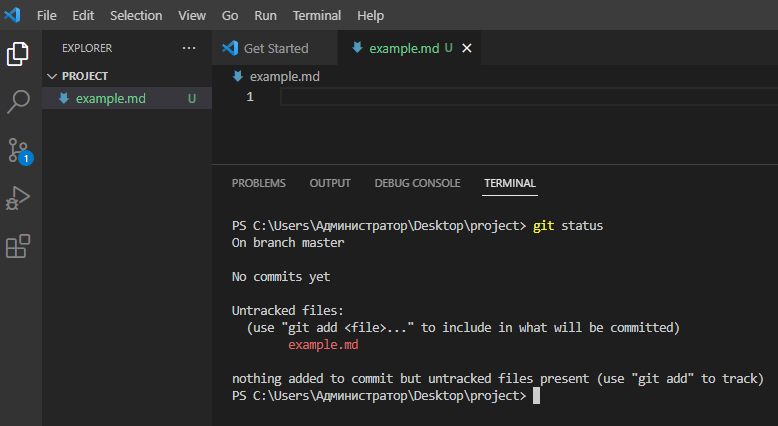 File Edit Selection View Go Run Terminal Help
EXPLORER ···
Get Started
example.md U
PROJECT
example.md U
example.md
1
1
PROBLEMS OUTPUT DEBUG CONSOLE TERMINAL
PS C:\Users\Администратор\Desktop\project> git status
On branch master
No commits yet
Untracked files:
(use "git add <file>..." to include in what will be committed)
example.md
nothing added to commit but untracked files present (use "git add" to track)
PS C:\Users\Администратор\Desktop\project>